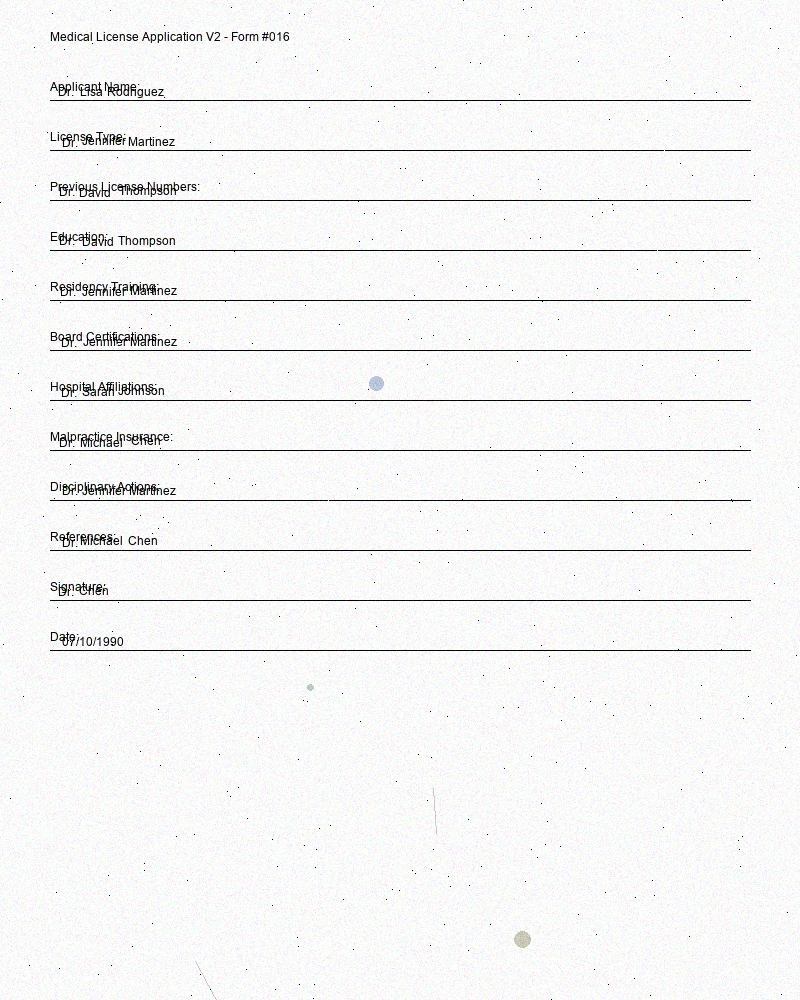 Medical License Application V2 - Form #016
Applicant Name:
Dr. Lisa Rodriguez
License Type:
Dr. Jennifer Martinez
Previous License Numbers:
Dr. David Thompson
Education:
Dr. David Thompson
Residency Training:
Dr. Jennifer Martinez
Board Certifications:
Dr. Jennifer Martinez
Hospital Affiliations:
Dr. Sarah Johnson
Malpractice Insurance:
Dr. Michael Chen
Disciplinary Actions:
Dr. Jennifer Martinez
References:
Dr. Michael Chen
Signature:
Dr. Chen
Date:
07/10/1990